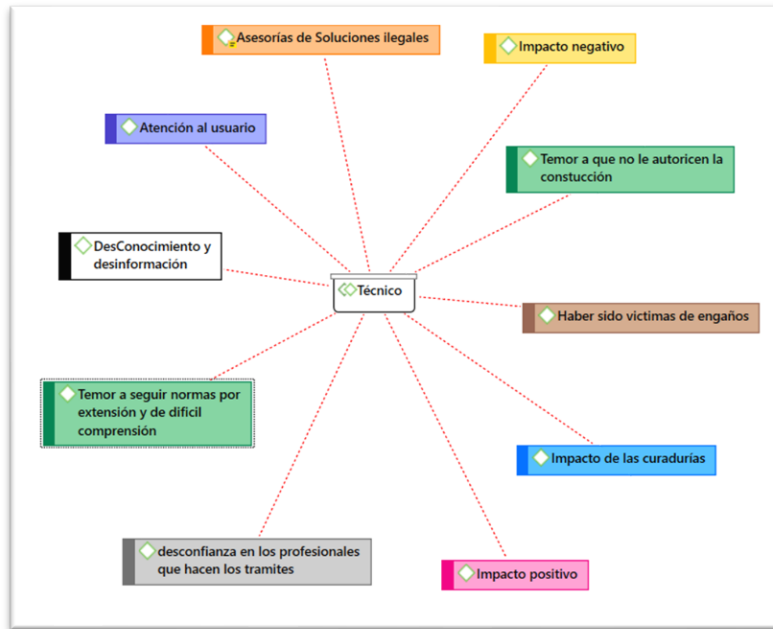 Asesorías de Soluciones ilegales
Impacto negativo
Atención al usuario
Temor a que no le autoricen la
constucción
DesConocimiento y
desinformación
Técnico
Haber sido victimas de engaños
Temor a seguir normas por
extensión y de dificil
comprensión
Impacto de las curadurías
desconfianza en los profesionales
que hacen los tramites
Impacto positivo